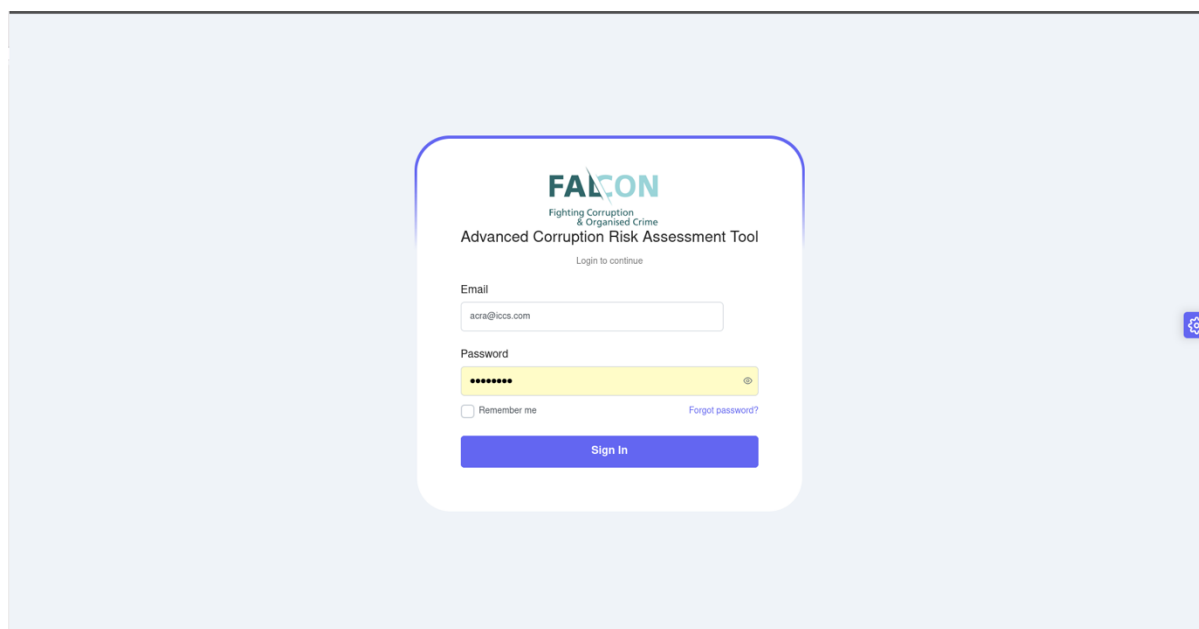 FALCON
Fighting Corruption
& Organised Crime
Advanced Corruption Risk Assessment Tool
Login to continue
Email
acra@iccs.com
Password
••••••••
Remember me
Forgot password?
Sign In